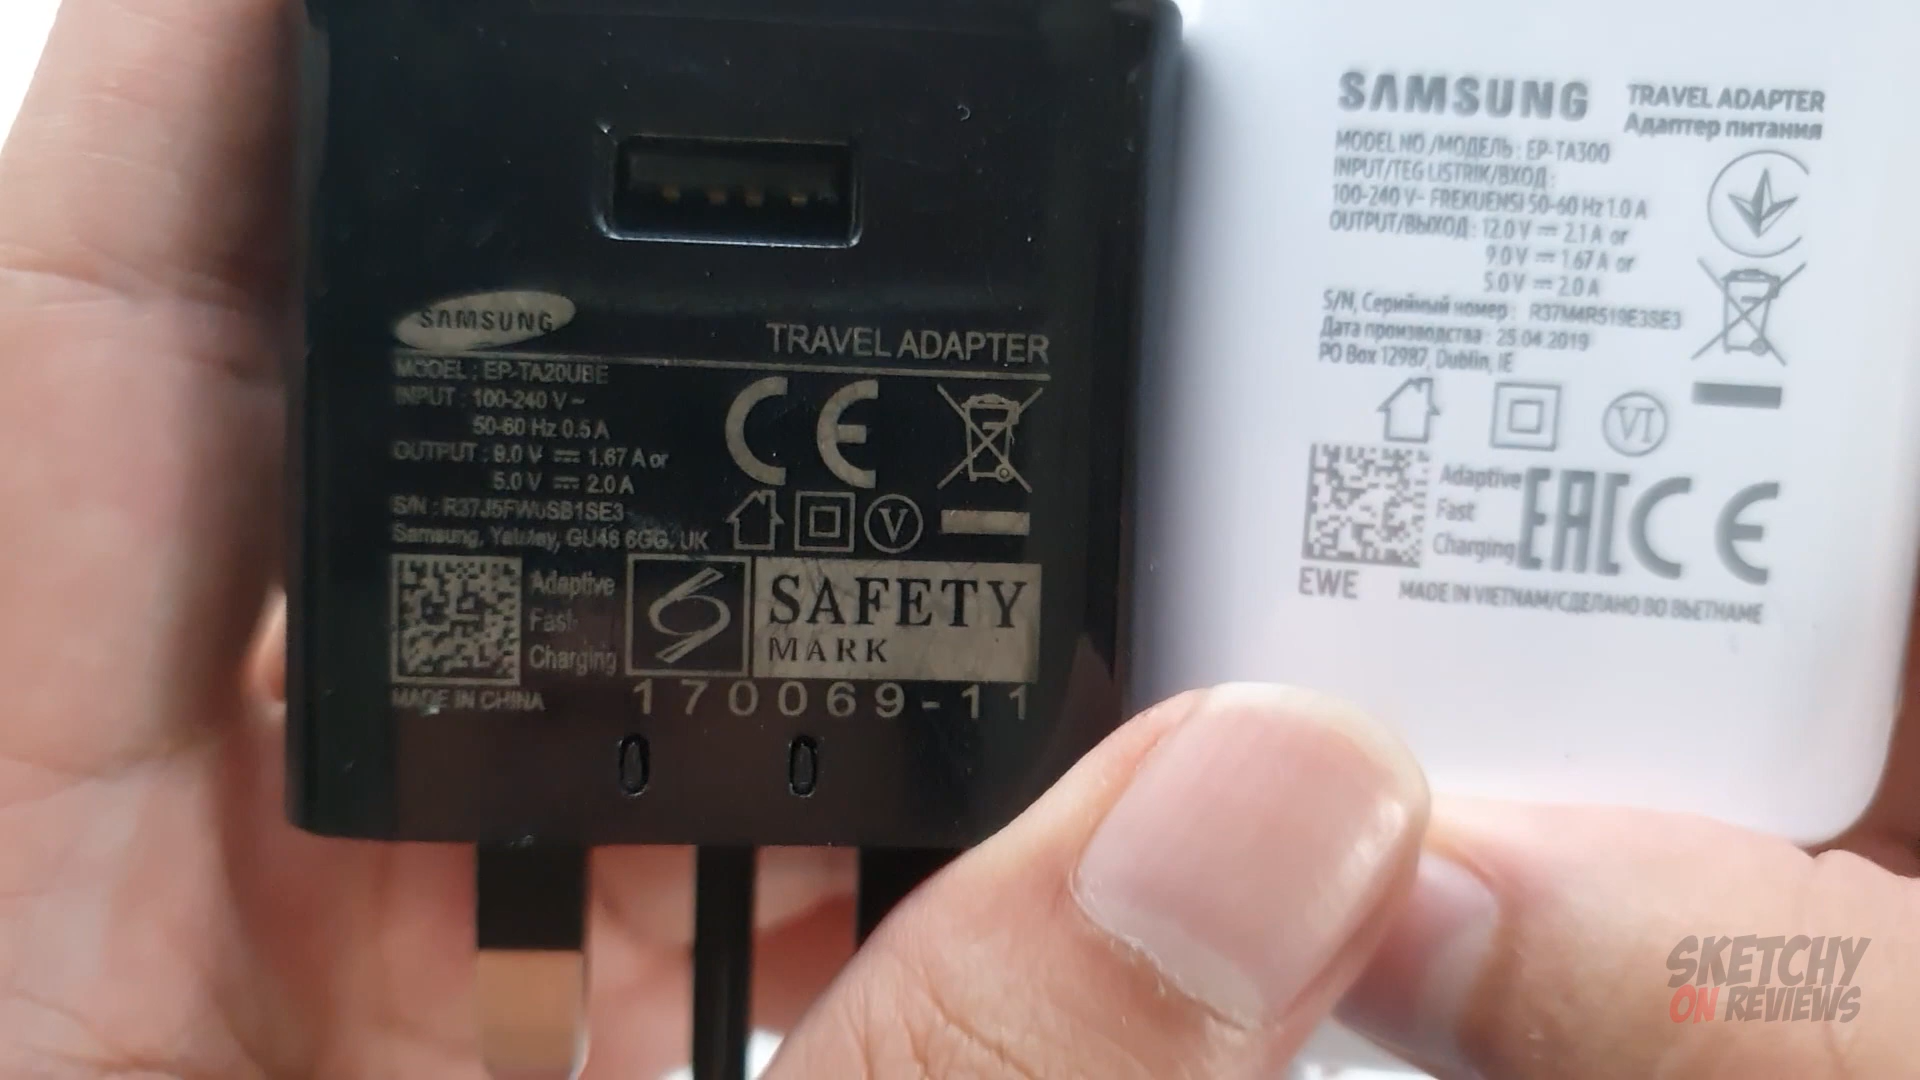 SAMSUNG
TRAVEL ADAPTER
MODEL : EP-TA20UBE
INPUT : 100-240 V ~
50-60 Hz 0.5 A
OUTPUT : 9.0 V ⎓ 1.67 A or
5.0 V ⎓ 2.0 A
S/N :
Samsung, Yateley, GU46 6GG, UK
CE
V
Adaptive
Fast
Charging
SAFETY
MARK
MADE IN CHINA
170069-11
SAMSUNG
TRAVEL ADAPTER
Адаптер питания
MODEL NO /МОДЕЛЬ : EP-TA300
INPUT/TEG LISTRIK/ВХОД :
100-240 V~ FREKUENSI 50-60 Hz 1.0 A
OUTPUT/ВЫХОД : 12.0 V ⎓ 2.1 A or
9.0 V ⎓ 1.67 A or
5.0 V ⎓ 2.0 A
S/N, Серийный номер : R37M4R519E3SE3
Дата производства : 25.04.2019
PO Box 12987, Dublin, IE
VI
Adaptive
Fast
Charging
EAC
CE
EWE
MADE IN VIETNAM/СДЕЛАНО ВО ВЬЕТНАМЕ
SKETCHY
ON REVIEWS